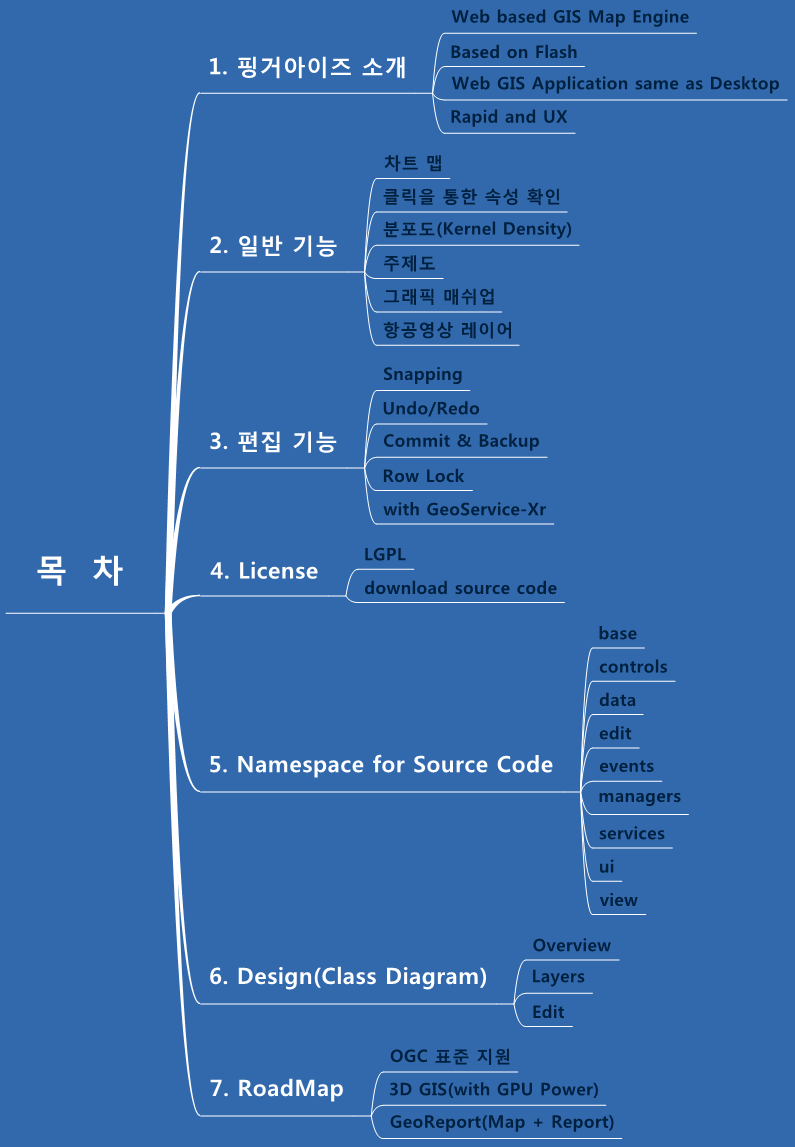 목 차
1. 핑거아이즈 소개
Web based GIS Map Engine
Based on Flash
Web GIS Application same as Desktop
Rapid and UX
2. 일반 기능
차트 맵
클릭을 통한 속성 확인
분포도(Kernel Density)
주제도
그래픽 매쉬업
항공영상 레이어
3. 편집 기능
Snapping
Undo/Redo
Commit & Backup
Row Lock
with GeoService-Xr
4. License
LGPL
download source code
5. Namespace for Source Code
base
controls
data
edit
events
managers
services
ui
view
6. Design(Class Diagram)
Overview
Layers
Edit
7. RoadMap
OGC 표준 지원
3D GIS(with GPU Power)
GeoReport(Map + Report)